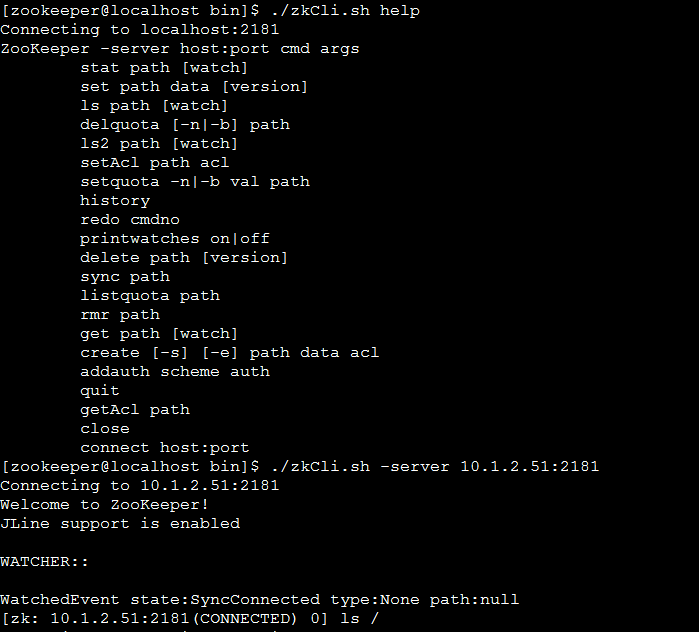 [zookeeper@localhost bin]$ ./zkCli.sh help
Connecting to localhost:2181
ZooKeeper -server host:port cmd args
        stat path [watch]
        set path data [version]
        ls path [watch]
        delquota [-n|-b] path
        ls2 path [watch]
        setAcl path acl
        setquota -n|-b val path
        history
        redo cmdno
        printwatches on|off
        delete path [version]
        sync path
        listquota path
        rmr path
        get path [watch]
        create [-s] [-e] path data acl
        addauth scheme auth
        quit
        getAcl path
        close
        connect host:port
[zookeeper@localhost bin]$ ./zkCli.sh -server 10.1.2.51:2181
Connecting to 10.1.2.51:2181
Welcome to ZooKeeper!
JLine support is enabled

WATCHER::

WatchedEvent state:SyncConnected type:None path:null
[zk: 10.1.2.51:2181(CONNECTED) 0] ls /